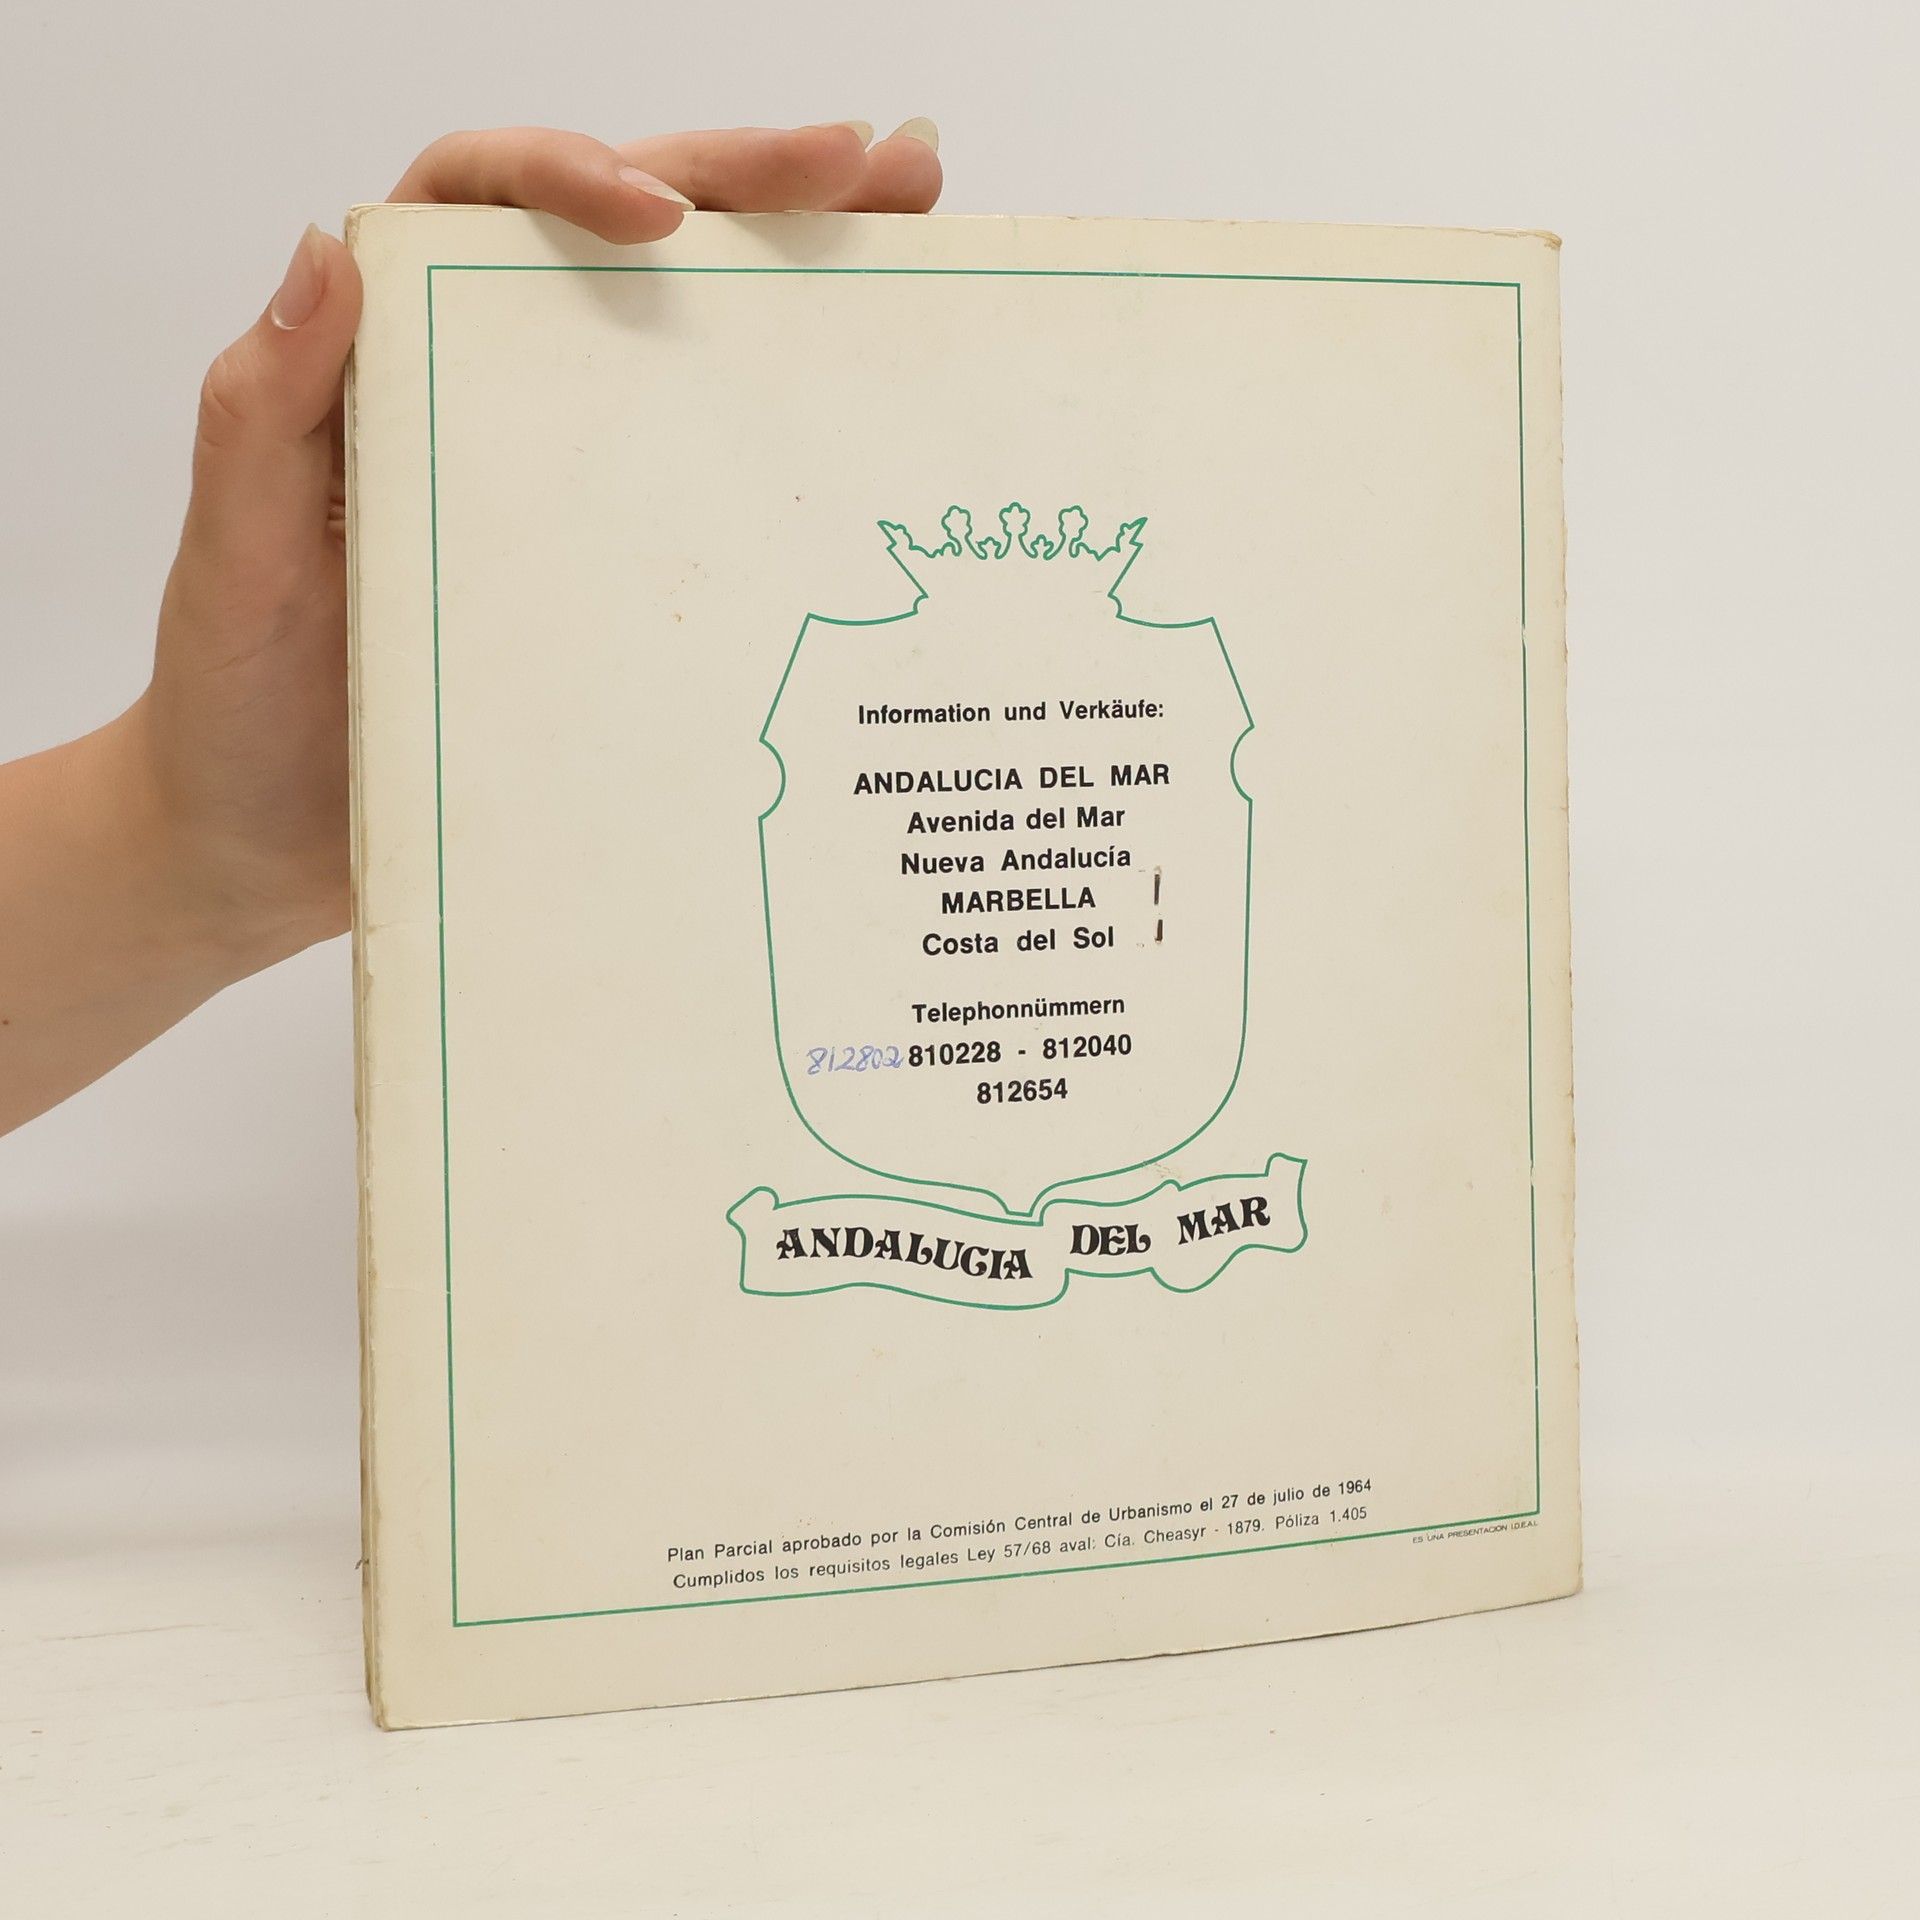 Information und Verkäufe:
ANDALUCIA DEL MAR
Avenida del Mar
Nueva Andalucía
MARBELLA
Costa del Sol
Telephonnümmern
812802 810228 - 812040
812654
ANDALUCIA DEL MAR
Plan Parcial aprobado por la Comisión Central de Urbanismo el 27 de julio de 1964
Cumplidos los requisitos legales Ley 57/68 aval: Cía. Cheasyr - 1879. Póliza 1.405
ES UNA PRESENTACION I.D.E.A.L